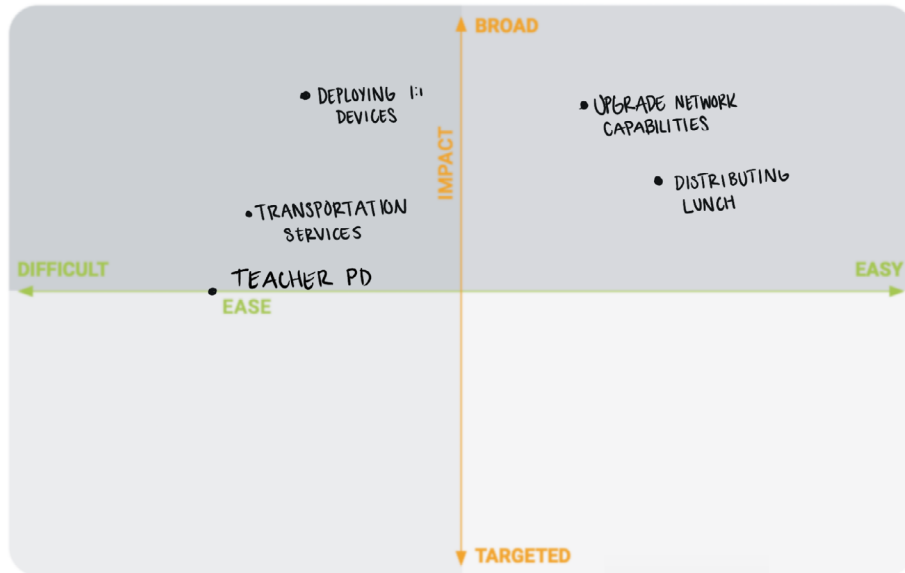 BROAD
DEPLOYING 1:1
DEVICES
UPGRADE NETWORK
CAPABILITIES
IMPACT
DISTRIBUTING
LUNCH
TRANSPORTATION
SERVICES
DIFFICULT
EASY
TEACHER PD
EASE
TARGETED